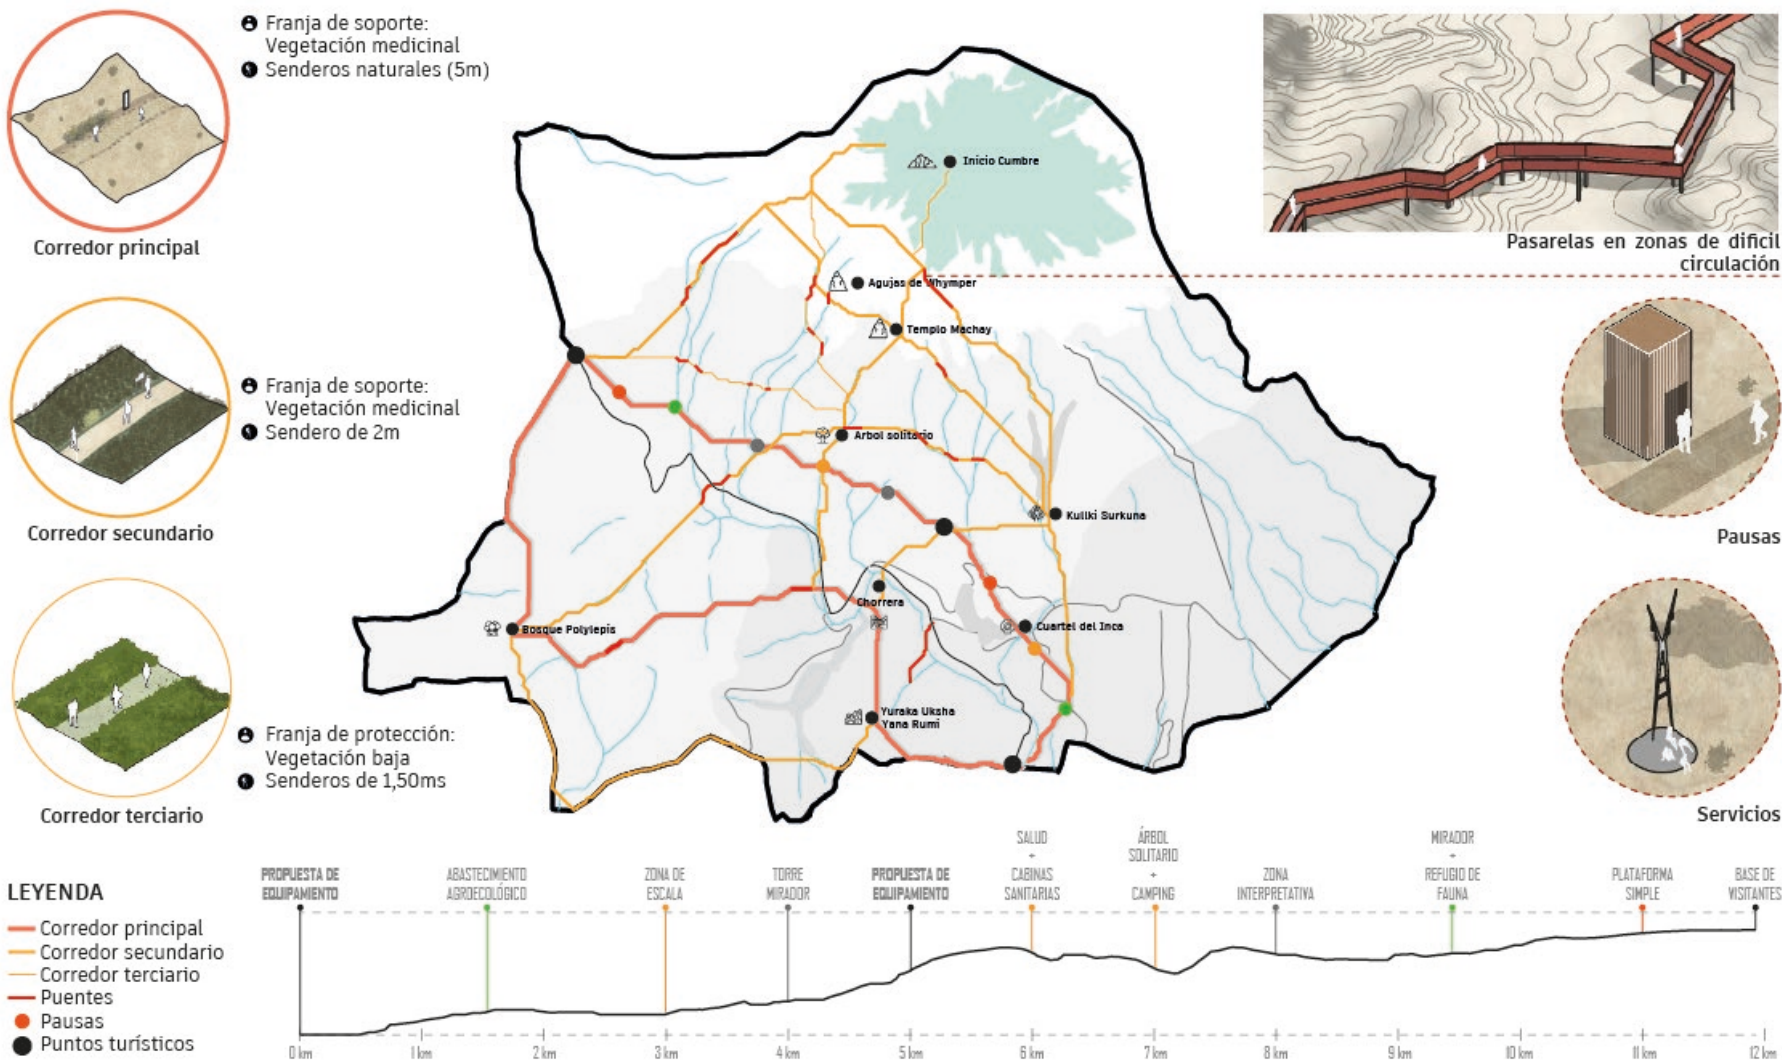 Franja de soporte:
Vegetación medicinal
Senderos naturales (5m)
Corredor principal
Franja de soporte:
Vegetación medicinal
Sendero de 2m
Corredor secundario
Franja de protección:
Vegetación baja
Senderos de 1,50ms
Corredor terciario
Inicio Cumbre
Agujas de Whymper
Templo Machay
Arbol solitario
Kullki Surkuna
Chorrera
Bosque Polylepis
Cuartel del Inca
Yuraka Uksha
Yana Rumi
Pasarelas en zonas de dificil
circulación
Pausas
Servicios
LEYENDA
Corredor principal
Corredor secundario
Corredor terciario
Puentes
Pausas
Puntos turísticos
PROPUESTA DE
EQUIPAMIENTO
ABASTECIMIENTO
AGROECOLÓGICO
ZONA DE
ESCALA
TORRE
MIRADOR
PROPUESTA DE
EQUIPAMIENTO
SALUD
+
CABINAS
SANITARIAS
ÁRBOL
SOLITARIO
+
CAMPING
ZONA
INTERPRETATIVA
MIRADOR
+
REFUGIO DE
FAUNA
PLATAFORMA
SIMPLE
BASE DE
VISITANTES
0 km
1 km
2 km
3 km
4 km
5 km
6 km
7 km
8 km
9 km
10 km
11 km
12 km